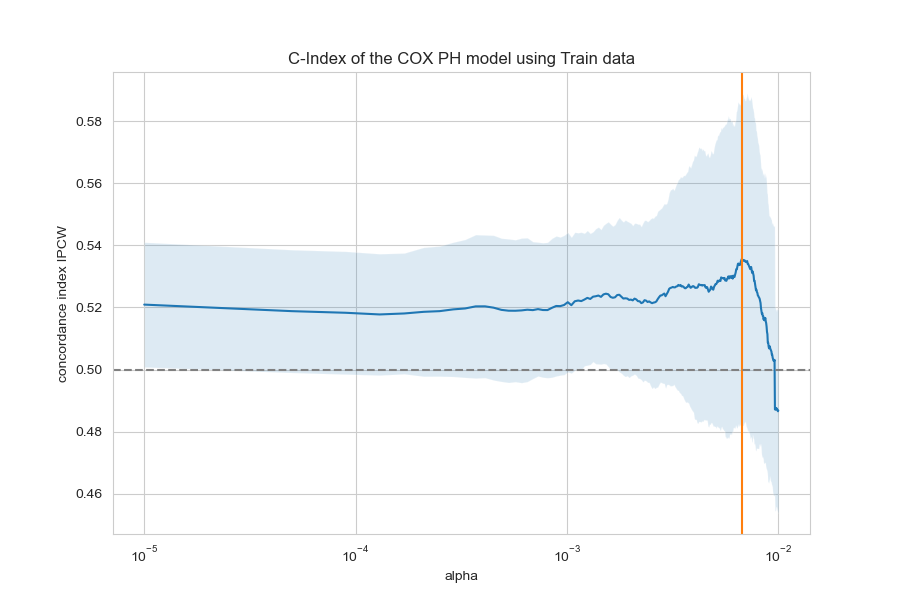 C-Index of the COX PH model using Train data
concordance index IPCW
0.58
0.56
0.54
0.52
0.50
0.48
0.46
10⁻⁵ 10⁻⁴ 10⁻³ 10⁻²
alpha